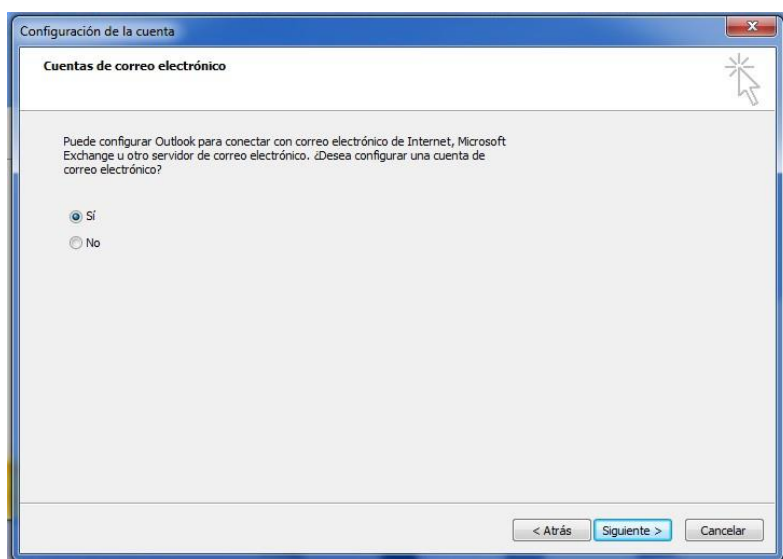 Configuración de la cuenta
Cuentas de correo electrónico
Puede configurar Outlook para conectar con correo electrónico de Internet, Microsoft
Exchange u otro servidor de correo electrónico. ¿Desea configurar una cuenta de
correo electrónico?
Sí
No
< Atrás Siguiente > Cancelar